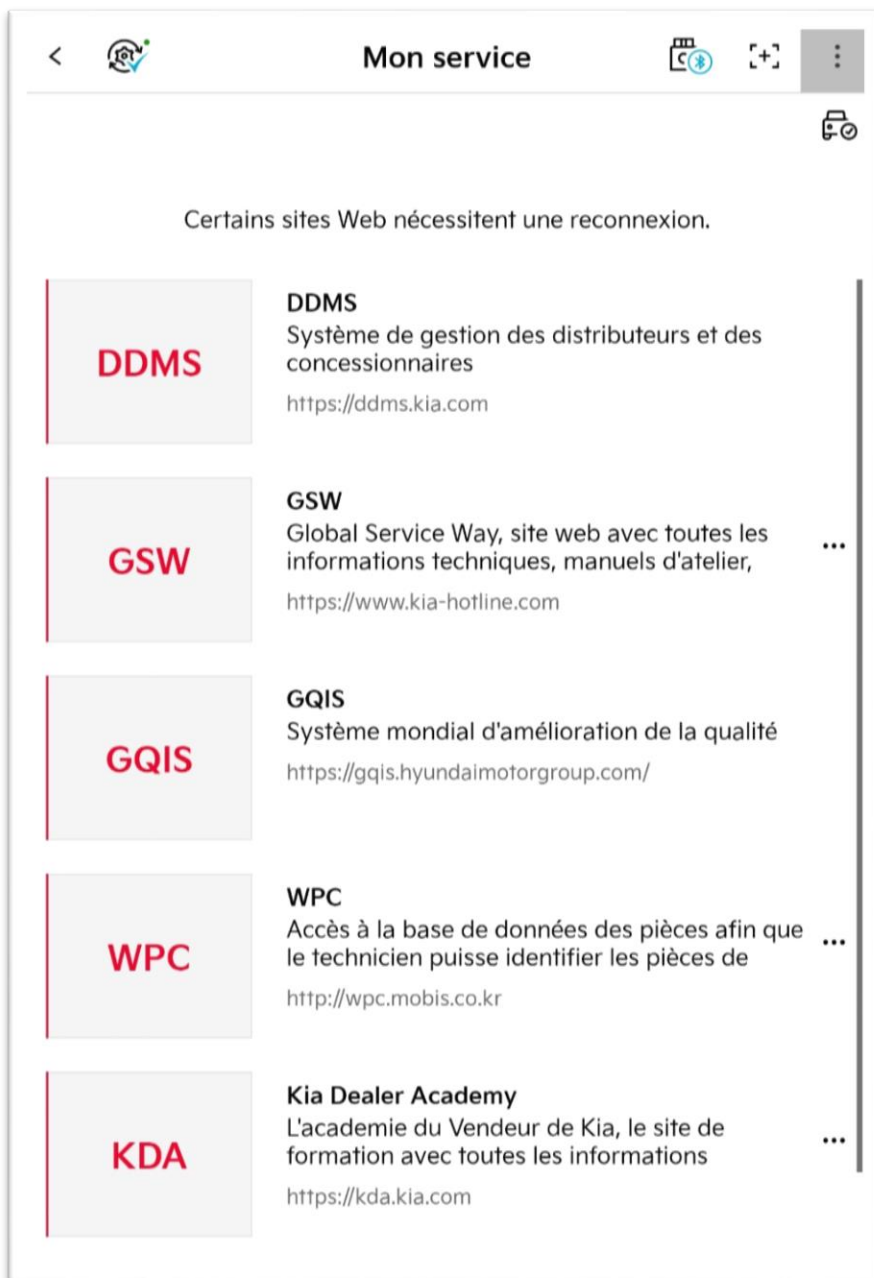 Mon service
Certains sites Web nécessitent une reconnexion.
DDMS
DDMS
Système de gestion des distributeurs et des
concessionnaires
https://ddms.kia.com
GSW
GSW
Global Service Way, site web avec toutes les
informations techniques, manuels d'atelier,
...
https://www.kia-hotline.com
GQIS
GQIS
Système mondial d'amélioration de la qualité
https://gqis.hyundaimotorgroup.com/
WPC
WPC
Accès à la base de données des pièces afin que
le technicien puisse identifier les pièces de
...
http://wpc.mobis.co.kr
KDA
Kia Dealer Academy
L'academie du Vendeur de Kia, le site de
formation avec toutes les informations
...
https://kda.kia.com